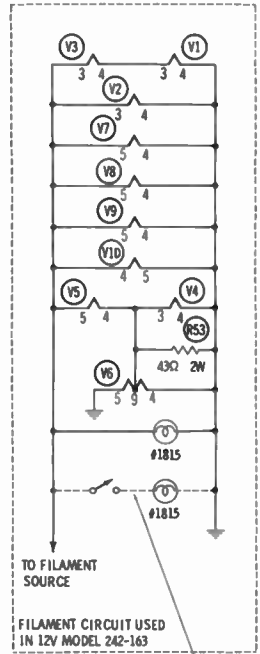 V3 V1
3 4 3 4
V2
3 4
V7
5 4
V8
5 4
V9
5 4
V10
4 5
V5 V4
5 4 3 4
R53
43Ω 2W
V6
5 9 4
#1815
#1815
TO FILAMENT
SOURCE
FILAMENT CIRCUIT USED
IN 12V MODEL 242-163